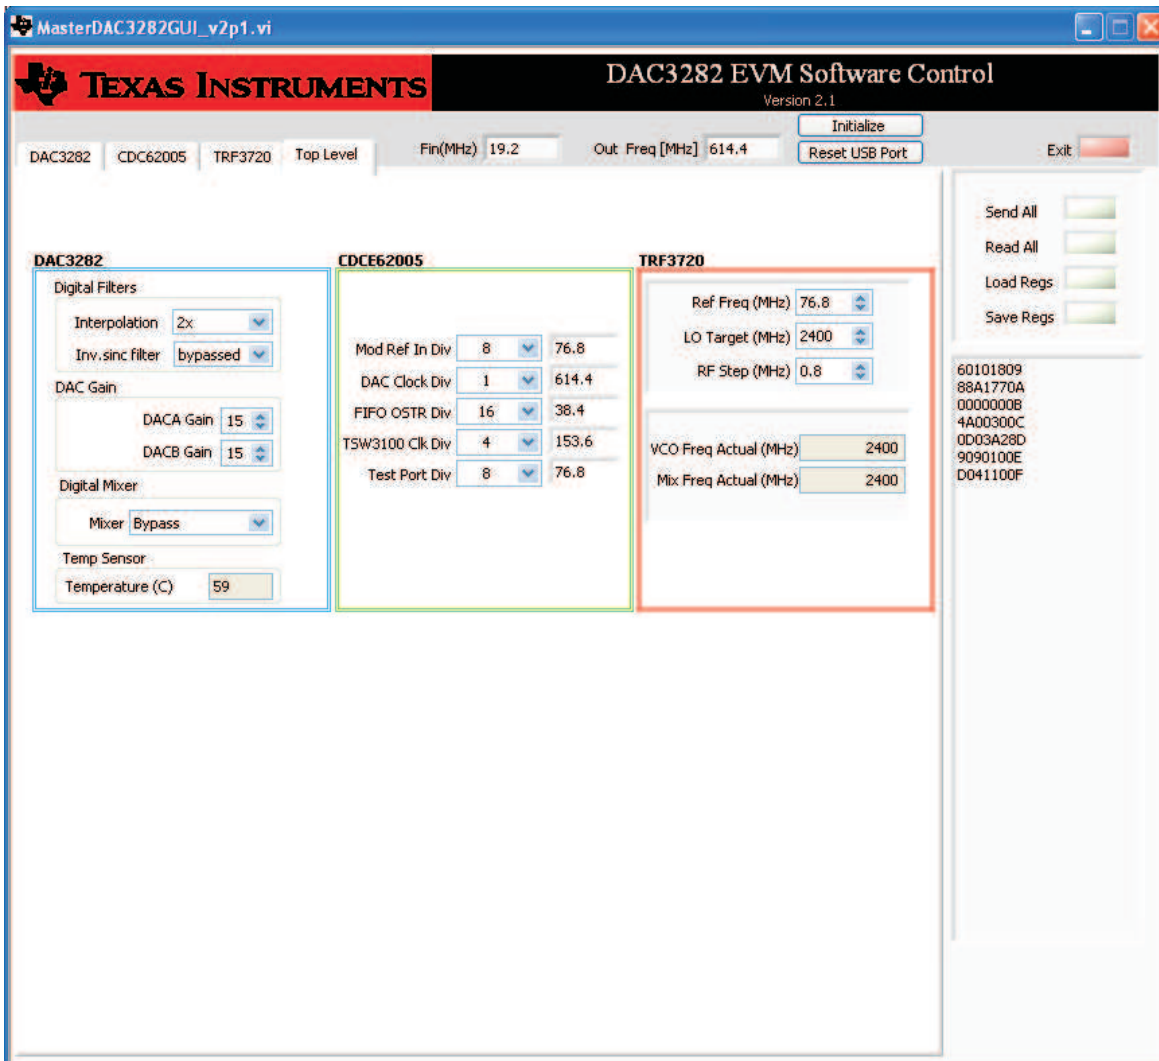 MasterDAC3282GUI_v2p1.vi
TEXAS INSTRUMENTS
DAC3282 EVM Software Control
Version 2.1
Initialize
DAC3282 CDC62005 TRF3720 Top Level Fin(MHz) 19.2 Out Freq [MHz] 614.4 Reset USB Port Exit
Send All
Read All
Load Regs
Save Regs
DAC3282
Digital Filters
Interpolation 2x
Inv.sinc filter bypassed
DAC Gain
DACA Gain 15
DACB Gain 15
Digital Mixer
Mixer Bypass
Temp Sensor
Temperature (C) 59
CDCE62005
Mod Ref In Div 8 76.8
DAC Clock Div 1 614.4
FIFO OSTR Div 16 38.4
TSW3100 Clk Div 4 153.6
Test Port Div 8 76.8
TRF3720
Ref Freq (MHz) 76.8
LO Target (MHz) 2400
RF Step (MHz) 0.8
VCO Freq Actual (MHz) 2400
Mix Freq Actual (MHz) 2400
60101809
88A1770A
0000000B
4A00300C
0D03A28D
9090100E
D041100F